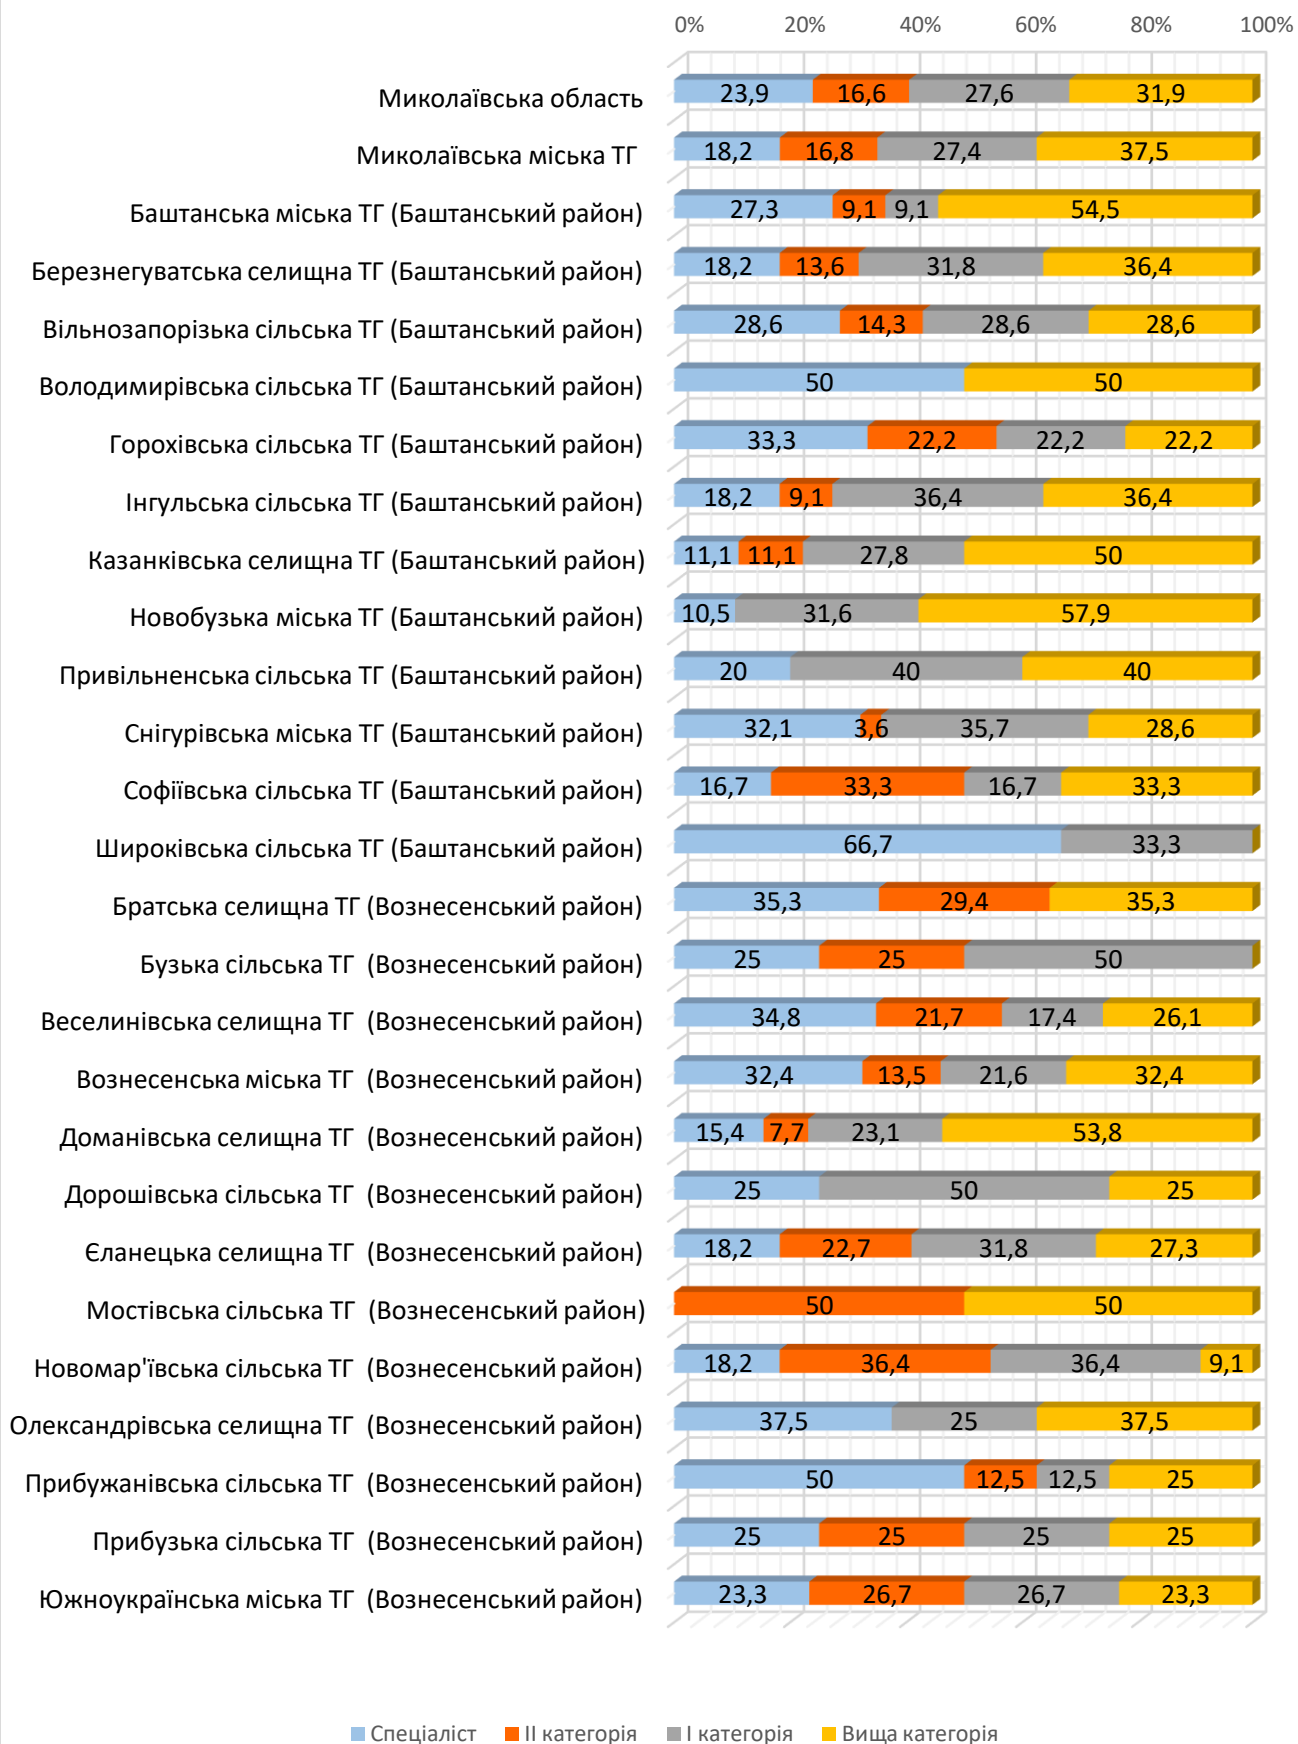 0% 20% 40% 60% 80% 100%
Миколаївська область 23,9 16,6 27,6 31,9
Миколаївська міська ТГ 18,2 16,8 27,4 37,5
Баштанська міська ТГ (Баштанський район) 27,3 9,1 9,1 54,5
Березнегуватська селищна ТГ (Баштанський район) 18,2 13,6 31,8 36,4
Вільнозапорізька сільська ТГ (Баштанський район) 28,6 14,3 28,6 28,6
Володимирівська сільська ТГ (Баштанський район) 50 50
Горохівська сільська ТГ (Баштанський район) 33,3 22,2 22,2 22,2
Інгульська сільська ТГ (Баштанський район) 18,2 9,1 36,4 36,4
Казанківська селищна ТГ (Баштанський район) 11,1 11,1 27,8 50
Новобузька міська ТГ (Баштанський район) 10,5 31,6 57,9
Привільненська сільська ТГ (Баштанський район) 20 40 40
Снігурівська міська ТГ (Баштанський район) 32,1 3,6 35,7 28,6
Софіївська сільська ТГ (Баштанський район) 16,7 33,3 16,7 33,3
Широківська сільська ТГ (Баштанський район) 66,7 33,3
Братська селищна ТГ (Вознесенський район) 35,3 29,4 35,3
Бузька сільська ТГ (Вознесенський район) 25 25 50
Веселинівська селищна ТГ (Вознесенський район) 34,8 21,7 17,4 26,1
Вознесенська міська ТГ (Вознесенський район) 32,4 13,5 21,6 32,4
Доманівська селищна ТГ (Вознесенський район) 15,4 7,7 23,1 53,8
Дорошівська сільська ТГ (Вознесенський район) 25 50 25
Єланецька селищна ТГ (Вознесенський район) 18,2 22,7 31,8 27,3
Мостівська сільська ТГ (Вознесенський район) 50 50
Новомар'ївська сільська ТГ (Вознесенський район) 18,2 36,4 36,4 9,1
Олександрівська селищна ТГ (Вознесенський район) 37,5 25 37,5
Прибужанівська сільська ТГ (Вознесенський район) 50 12,5 12,5 25
Прибузька сільська ТГ (Вознесенський район) 25 25 25 25
Южноукраїнська міська ТГ (Вознесенський район) 23,3 26,7 26,7 23,3
Спеціаліст ІІ категорія І категорія Вища категорія